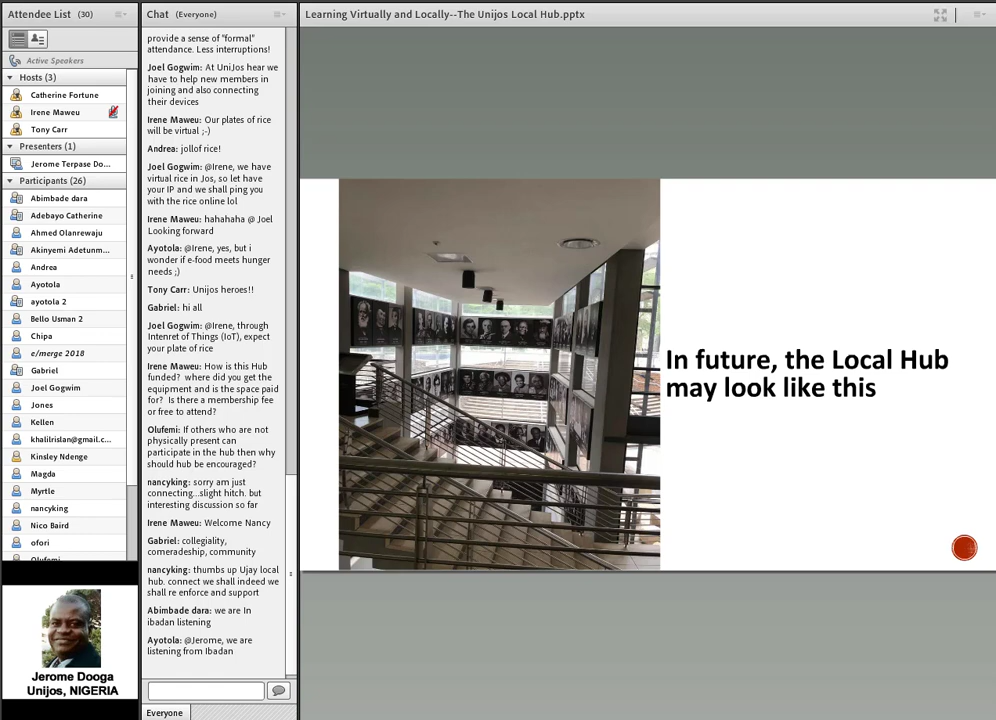 Attendee List (30)
Active Speakers
Hosts (3)
Catherine Fortune
Irene Maweu
Tony Carr
Presenters (1)
Jerome Terpase Do...
Participants (26)
Abimbade dara
Adebayo Catherine
Ahmed Olanrewaju
Akinyemi Adetunm...
Andrea
Ayotola
ayotola 2
Bello Usman 2
Chipa
e/merge 2018
Gabriel
Joel Gogwim
Jones
Kellen
khalilrislan@gmail.c...
Kinsley Ndenge
Magda
Myrtle
nancyking
Nico Baird
ofori
Olufemi
Jerome Dooga
Unijos, NIGERIA
Chat (Everyone)
provide a sense of "formal"
attendance. Less interruptions!
Joel Gogwim: At UniJos hear we
have to help new members in
joining and also connecting
their devices
Irene Maweu: Our plates of rice
will be virtual ;-)
Andrea: jollof rice!
Joel Gogwim: @Irene, we have
virtual rice in Jos, so let have
your IP and we shall ping you
with the rice online lol
Irene Maweu: hahahaha @ Joel
Looking forward
Ayotola: @Irene, yes, but i
wonder if e-food meets hunger
needs ;)
Tony Carr: Unijos heroes!!
Gabriel: hi all
Joel Gogwim: @Irene, through
Intenret of Things (IoT), expect
your plate of rice
Irene Maweu: How is this Hub
funded? where did you get the
equipment and is the space paid
for? Is there a membership fee
or free to attend?
Olufemi: If others who are not
physically present can
participate in the hub then why
should hub be encouraged?
nancyking: sorry am just
connecting...slight hitch. but
interesting discussion so far
Irene Maweu: Welcome Nancy
Gabriel: collegiality,
comeradeship, community
nancyking: thumbs up Ujay local
hub. connect we shall indeed we
shall re enforce and support
Abimbade dara: we are In
ibadan listening
Ayotola: @Jerome, we are
listening from Ibadan
Everyone
Learning Virtually and Locally--The Unijos Local Hub.pptx
In future, the Local Hub
may look like this